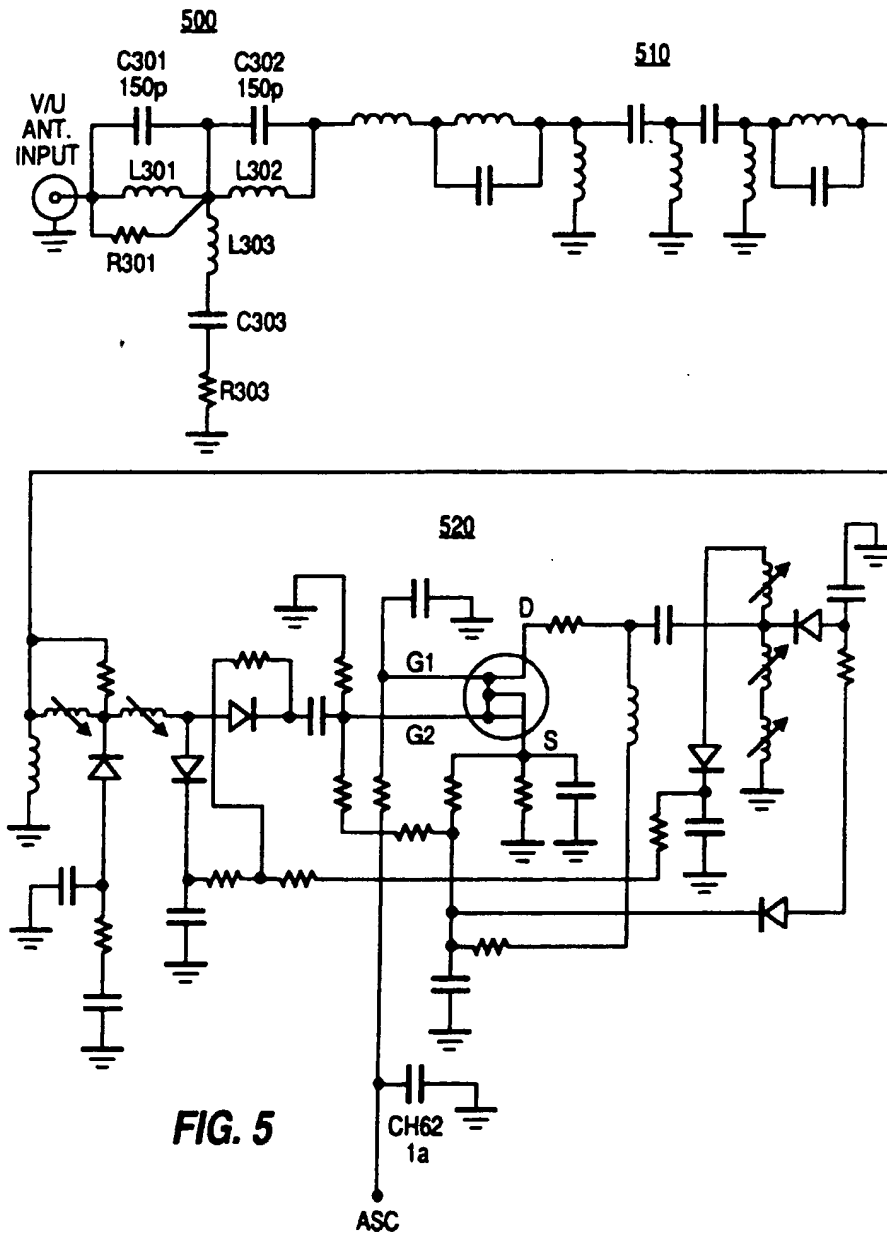 500
C301
150p
C302
150p
510
V/U
ANT.
INPUT
L301
L302
R301
L303
C303
R303
520
D
G1
G2
S
CH62
1a
FIG. 5
ASC